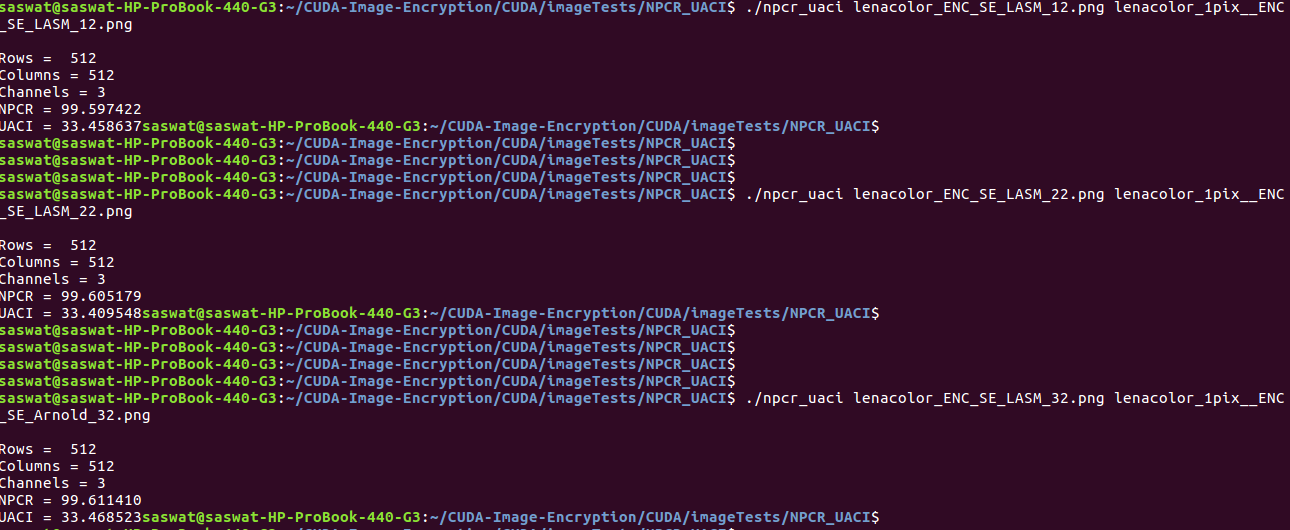 saswat@saswat-HP-ProBook-440-G3:~/CUDA-Image-Encryption/CUDA/imageTests/NPCR_UACI$ ./npcr_uaci lenacolor_ENC_SE_LASM_12.png lenacolor_1pix__ENC
_SE_LASM_12.png
Rows =  512
Columns = 512
Channels = 3
NPCR = 99.597422
UACI = 33.458637saswat@saswat-HP-ProBook-440-G3:~/CUDA-Image-Encryption/CUDA/imageTests/NPCR_UACI$
saswat@saswat-HP-ProBook-440-G3:~/CUDA-Image-Encryption/CUDA/imageTests/NPCR_UACI$
saswat@saswat-HP-ProBook-440-G3:~/CUDA-Image-Encryption/CUDA/imageTests/NPCR_UACI$
saswat@saswat-HP-ProBook-440-G3:~/CUDA-Image-Encryption/CUDA/imageTests/NPCR_UACI$
saswat@saswat-HP-ProBook-440-G3:~/CUDA-Image-Encryption/CUDA/imageTests/NPCR_UACI$ ./npcr_uaci lenacolor_ENC_SE_LASM_22.png lenacolor_1pix__ENC
_SE_LASM_22.png
Rows =  512
Columns = 512
Channels = 3
NPCR = 99.605179
UACI = 33.409548saswat@saswat-HP-ProBook-440-G3:~/CUDA-Image-Encryption/CUDA/imageTests/NPCR_UACI$
saswat@saswat-HP-ProBook-440-G3:~/CUDA-Image-Encryption/CUDA/imageTests/NPCR_UACI$
saswat@saswat-HP-ProBook-440-G3:~/CUDA-Image-Encryption/CUDA/imageTests/NPCR_UACI$
saswat@saswat-HP-ProBook-440-G3:~/CUDA-Image-Encryption/CUDA/imageTests/NPCR_UACI$
saswat@saswat-HP-ProBook-440-G3:~/CUDA-Image-Encryption/CUDA/imageTests/NPCR_UACI$
saswat@saswat-HP-ProBook-440-G3:~/CUDA-Image-Encryption/CUDA/imageTests/NPCR_UACI$ ./npcr_uaci lenacolor_ENC_SE_LASM_32.png lenacolor_1pix__ENC
_SE_Arnold_32.png
Rows =  512
Columns = 512
Channels = 3
NPCR = 99.611410
UACI = 33.468523saswat@saswat-HP-ProBook-440-G3:~/CUDA-Image-Encryption/CUDA/imageTests/NPCR_UACI$